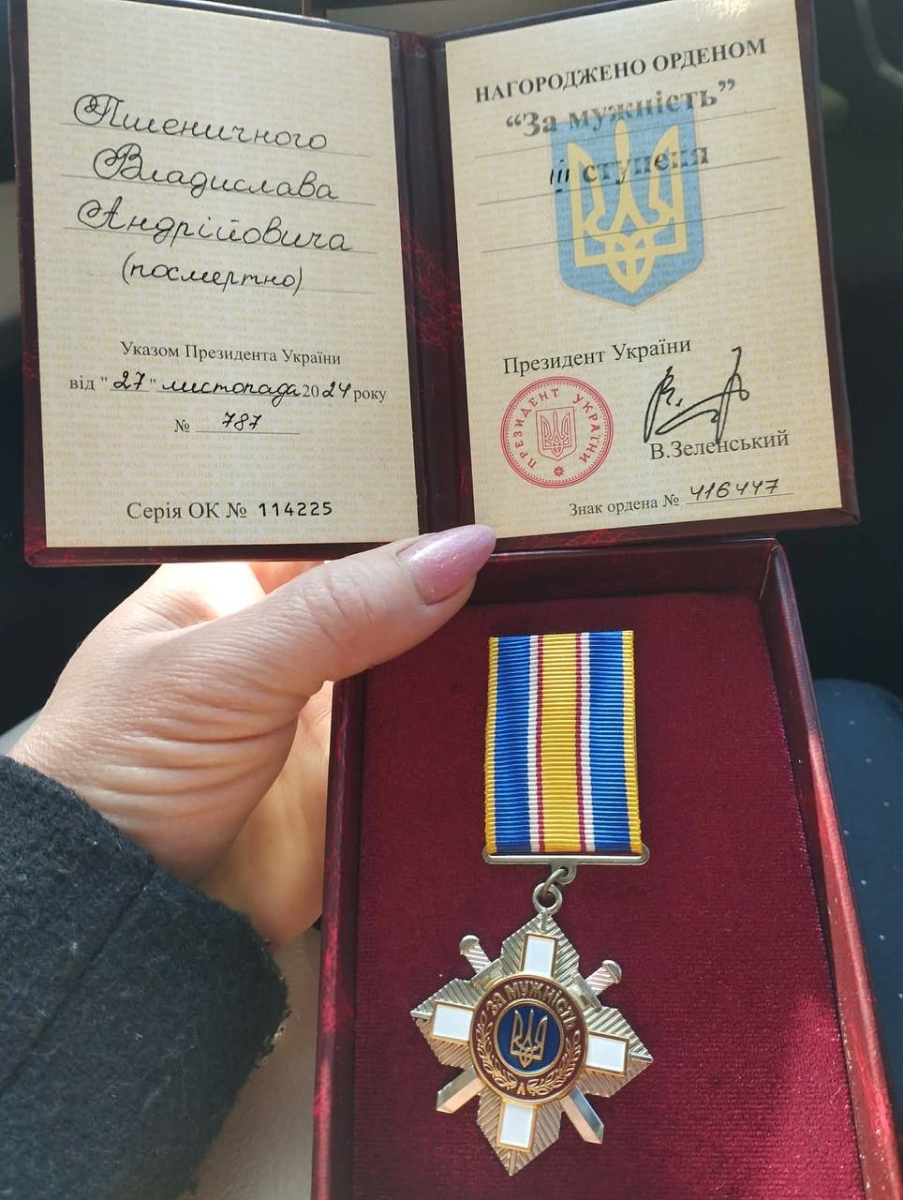 Пшеничного
Владислава
Андрійовича
(посмертно)
Указом Президента України
від "27" листопада 2024 року
№ 787
Серія ОК № 114225
НАГОРОДЖЕНО ОРДЕНОМ
“За мужність”
ІІІ ступеня
Президент України
ПРЕЗИДЕНТ УКРАЇНИ
В.Зеленський
Знак ордена № 416447
ЗА МУЖНІСТЬ